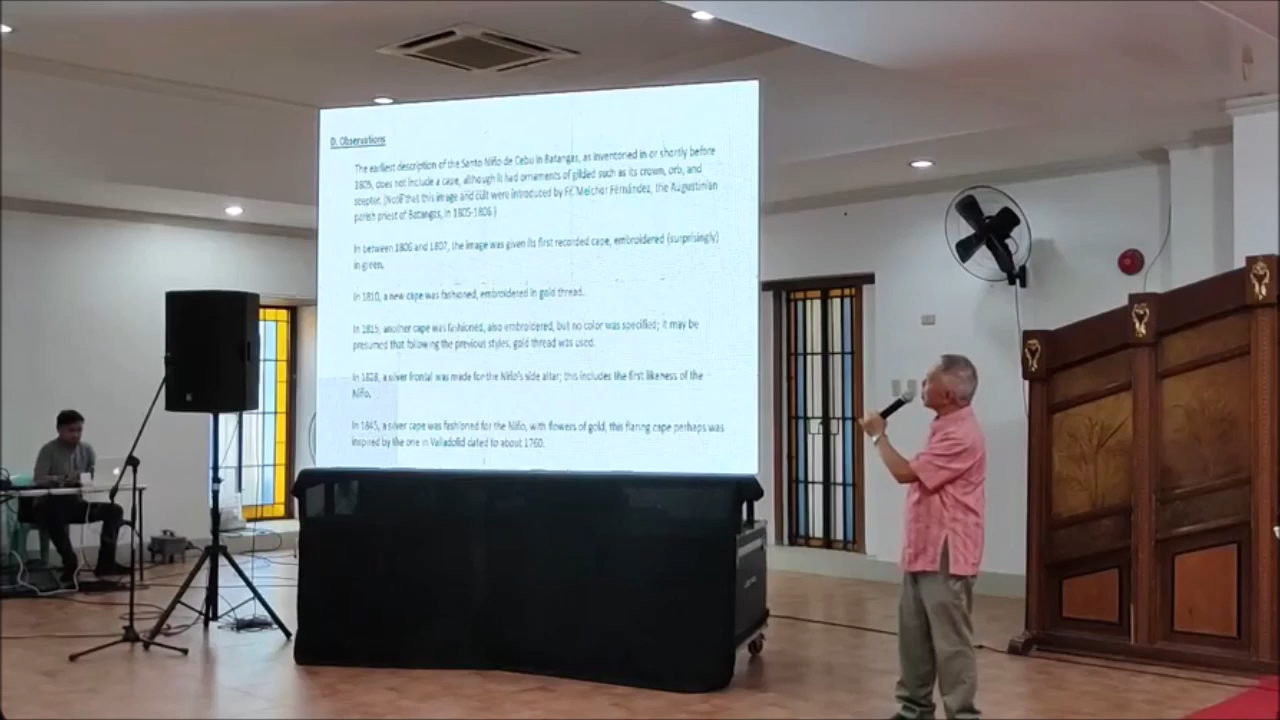 D. Observations
The earliest description of the Santo Niño de Cebu in Batangas, as inventoried in or shortly before
1805, does not include a cape, although it had ornaments of gilded such as its crown, orb, and
scepter. (Note that this image and cult were introduced by Fr. Melchor Fernández, the Augustinian
parish priest of Batangas, in 1805-1806.)
In between 1806 and 1807, the image was given its first recorded cape, embroidered (surprisingly)
in green.
In 1810, a new cape was fashioned, embroidered in gold thread.
In 1815, another cape was fashioned, also embroidered, but no color was specified; it may be
presumed that following the previous styles, gold thread was used.
In 1828, a silver frontal was made for the Niño's side altar; this includes the first likeness of the
Niño.
In 1845, a silver cape was fashioned for the Niño, with flowers of gold, this flaring cape perhaps was
inspired by the one in Valladolid dated to about 1760.